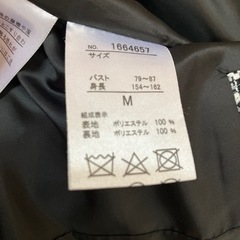 NO. 1664657
サイズ
バスト 79〜87
身長 154〜162
M
組成表示
表地 ポリエステル 100 %
裏地 ポリエステル 100 %